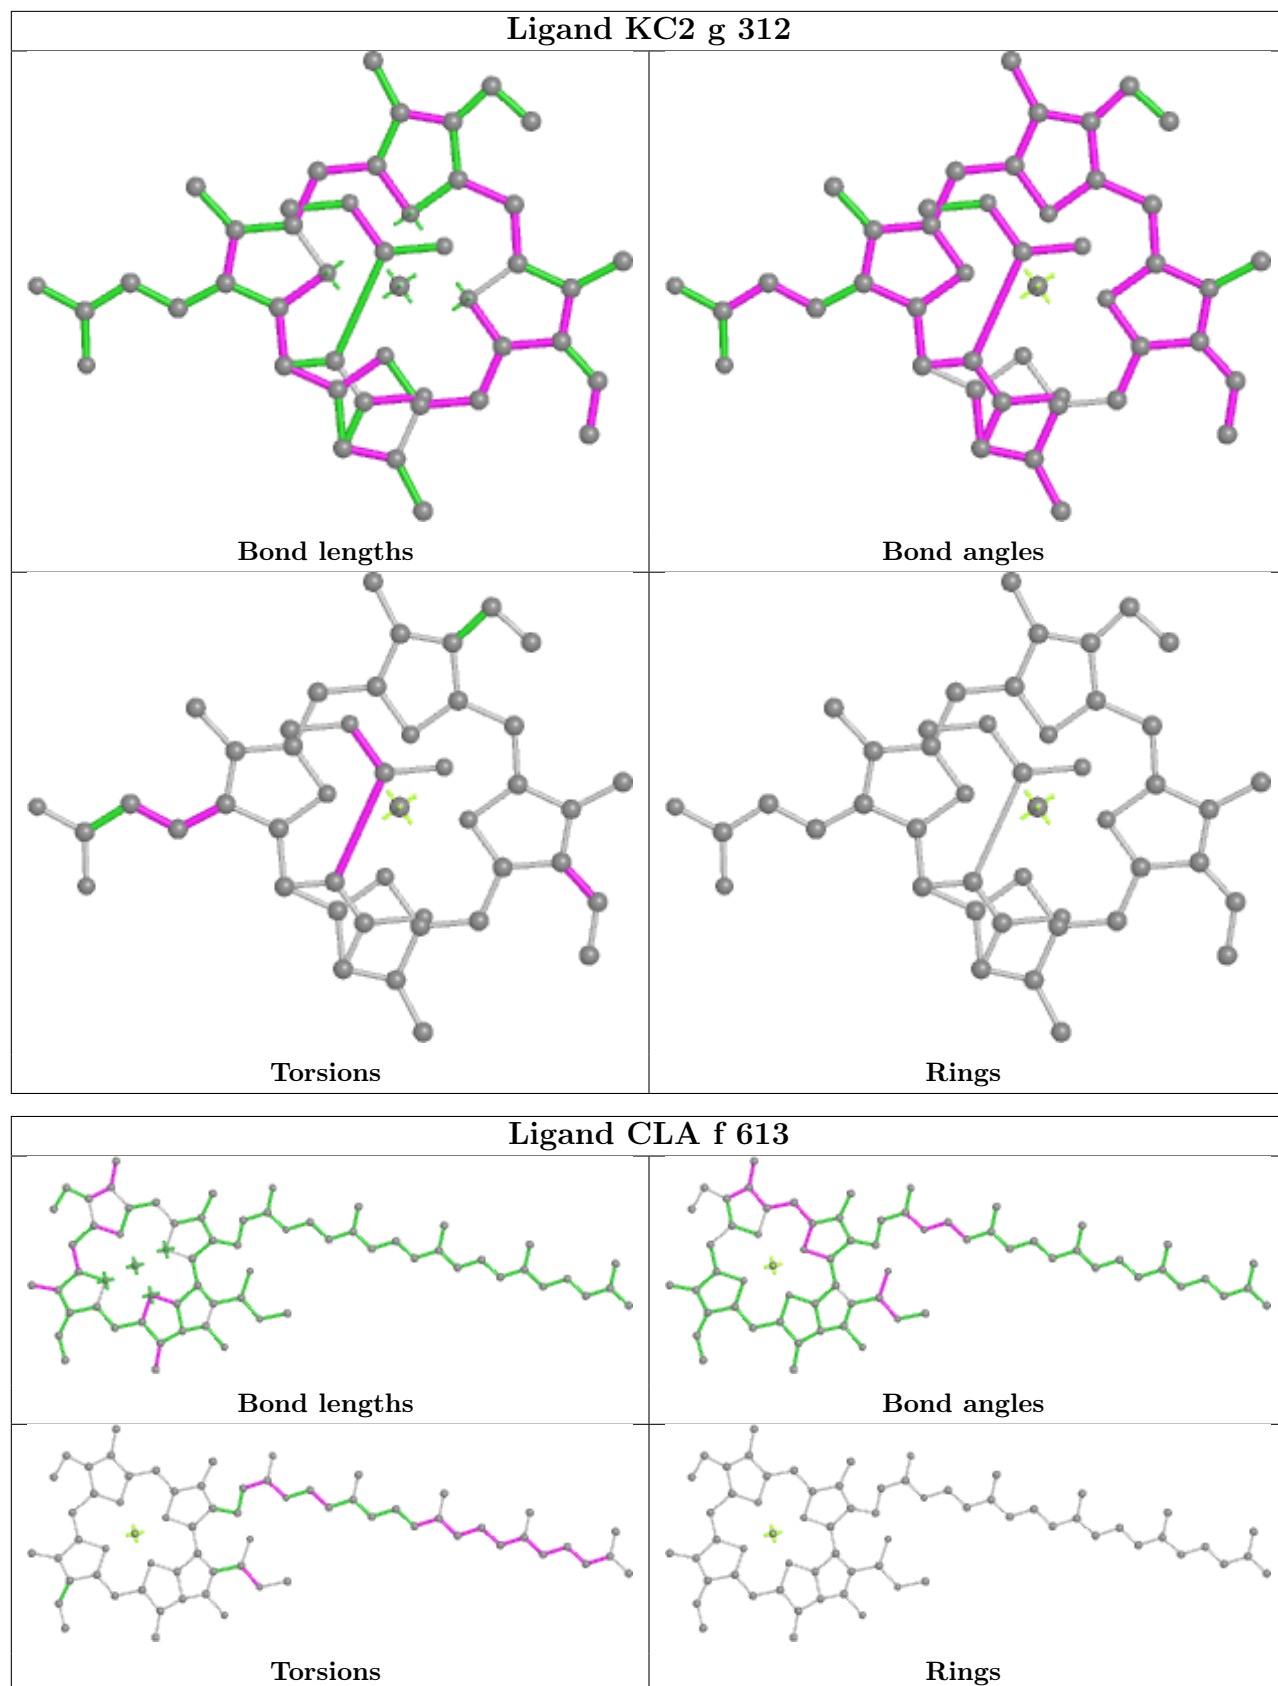 Ligand KC2 g 312
Bond lengths
Bond angles
Torsions
Rings
Ligand CLA f 613
Bond lengths
Bond angles
Torsions
Rings